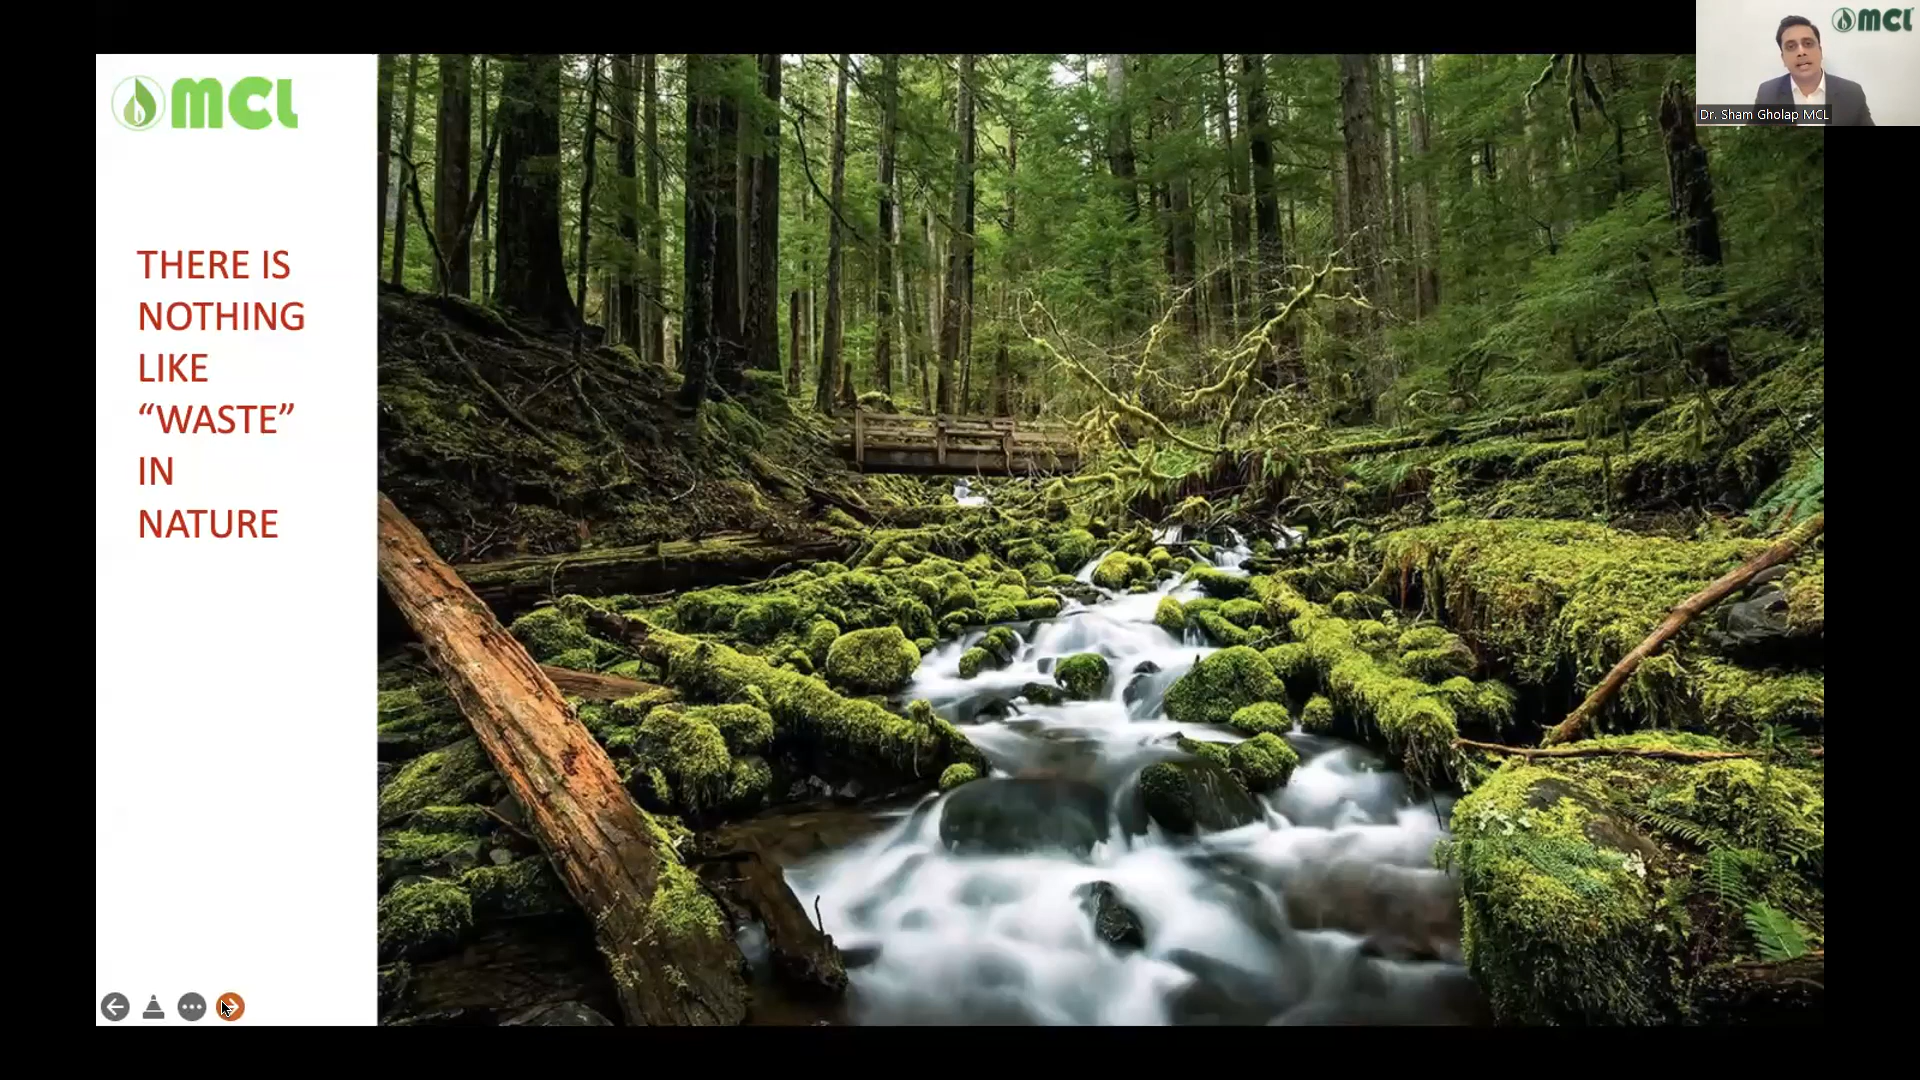 MCL
THERE IS
NOTHING
LIKE
“WASTE”
IN
NATURE
MCL
Dr. Sham Gholap MCL